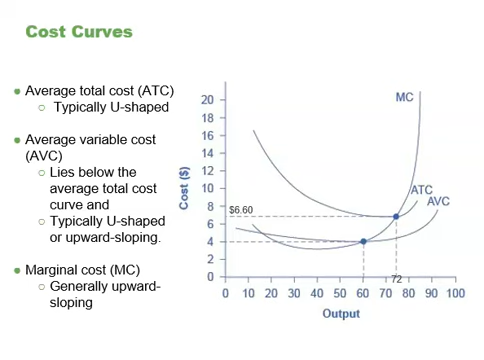 Cost Curves
● Average total cost (ATC)
○ Typically U-shaped
● Average variable cost
(AVC)
○ Lies below the
average total cost
curve and
○ Typically U-shaped
or upward-sloping.
● Marginal cost (MC)
○ Generally upward-
sloping
Cost ($)
20
18
16
14
12
10
8
$6.60
6
4
2
0
MC
ATC
AVC
72
0 10 20 30 40 50 60 70 80 90 100
Output